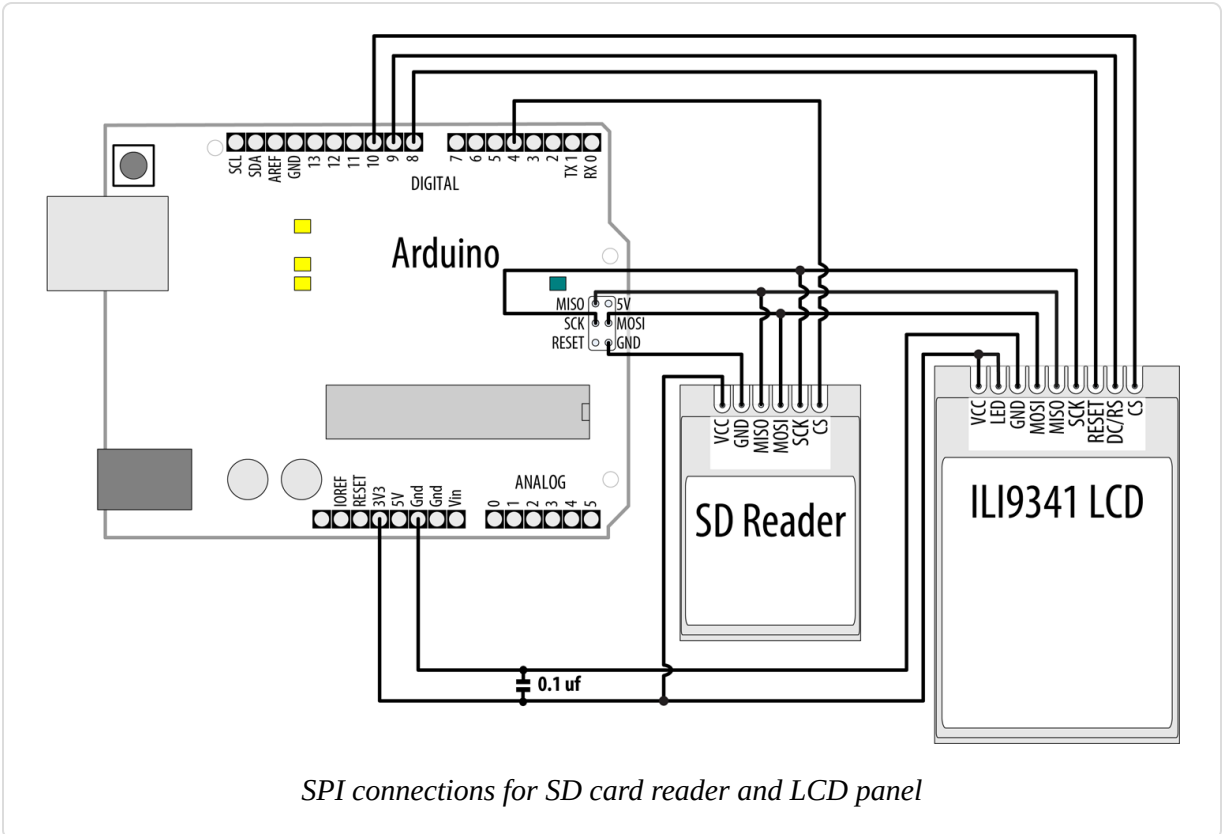 SCL
SDA
AREF
GND
13
12
11
10
9
8
7
6
5
4
3
2
TX 1
RX 0
DIGITAL
Arduino
MISO 5V
SCK MOSI
RESET GND
IOREF
RESET
3V3
5V
Gnd
Gnd
Vin
ANALOG
0
1
2
3
4
5
VCC
GND
MISO
MOSI
SCK
CS
SD Reader
VCC
LED
GND
MOSI
MISO
SCK
RESET
DC/RS
CS
ILI9341 LCD
0.1 uf
SPI connections for SD card reader and LCD panel